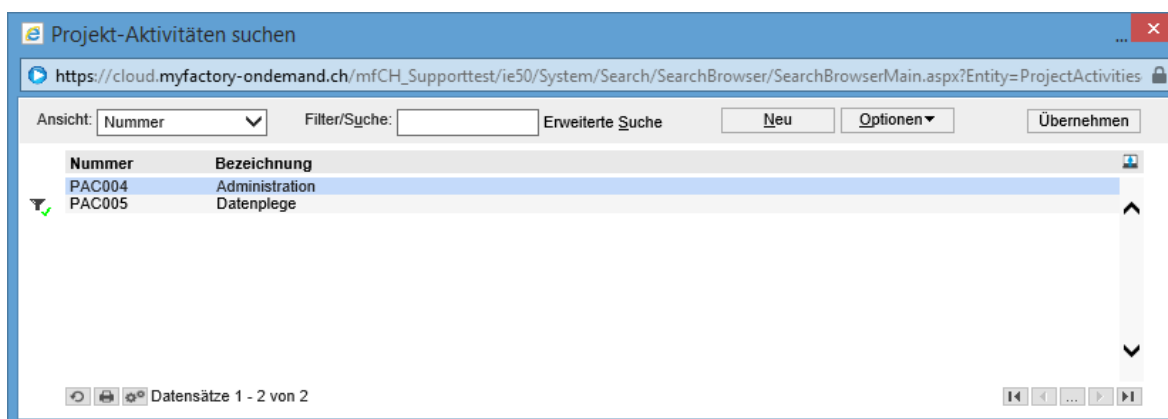 Projekt-Aktivitäten suchen ...
https://cloud.myfactory-ondemand.ch/mfCH_Supporttest/ie50/System/Search/SearchBrowser/SearchBrowserMain.aspx?Entity=ProjectActivities
Ansicht: Nummer Filter/Suche: Erweiterte Suche Neu Optionen Übernehmen
Nummer Bezeichnung
PAC004 Administration
PAC005 Datenplege
Datensätze 1 - 2 von 2 ...